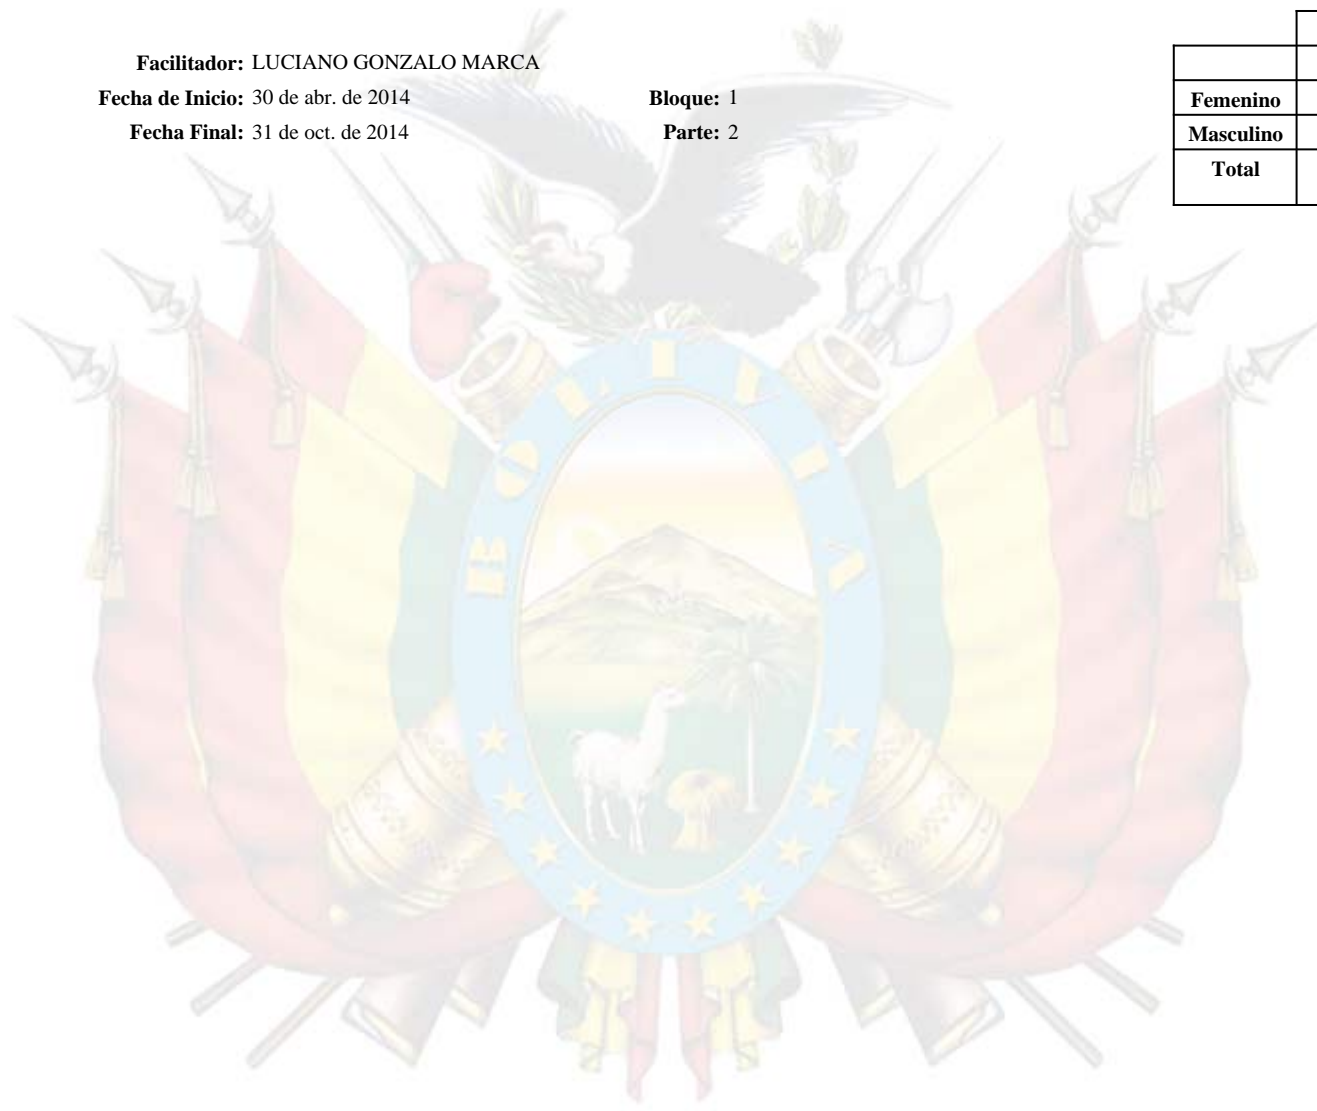 Facilitador: LUCIANO GONZALO MARCA
Fecha de Inicio: 30 de abr. de 2014 Bloque: 1
Fecha Final: 31 de oct. de 2014 Parte: 2
Femenino
Masculino
Total
BOLIVIA